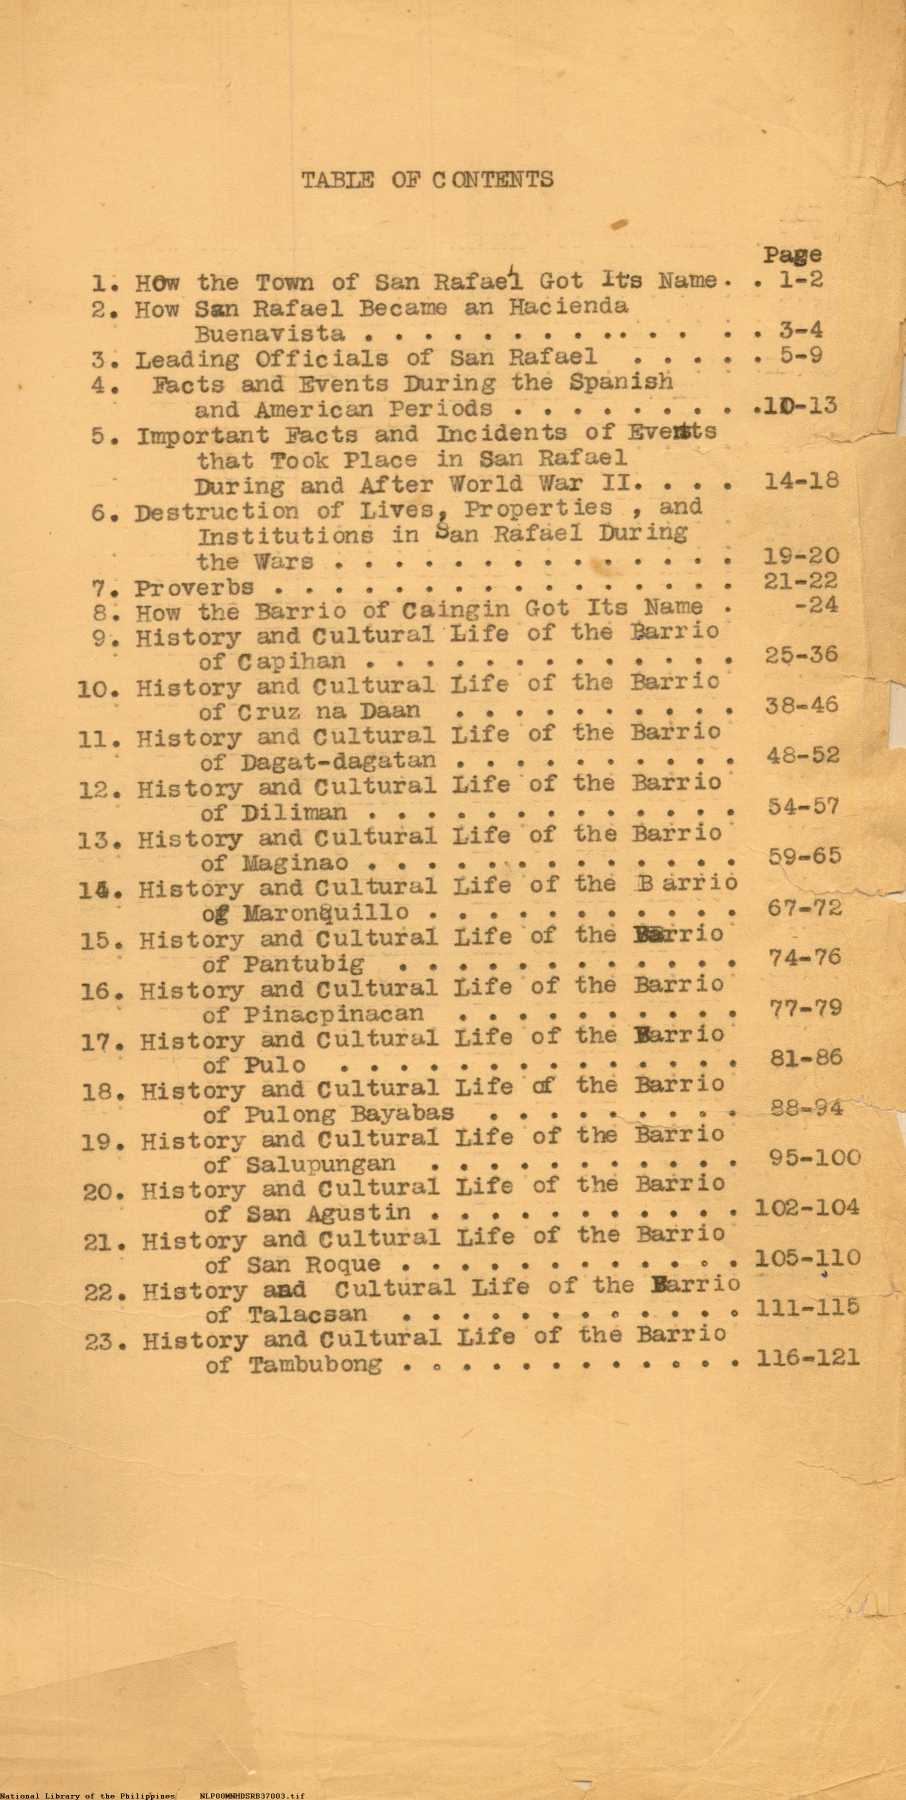 TABLE OF CONTENTS
Page
1. How the Town of San Rafael Got It's Name. . . 1-2
2. How San Rafael Became an Hacienda
Buenavista . . . . . . . . . . . . . . 3-4
3. Leading Officials of San Rafael . . . . . 5-9
4. Facts and Events During the Spanish
and American Periods . . . . . . . . .10-13
5. Important Facts and Incidents of Events
that Took Place in San Rafael
During and After World War II. . . . 14-18
6. Destruction of Lives, Properties , and
Institutions in San Rafael During
the Wars . . . . . . . . . . . . . . 19-20
7. Proverbs . . . . . . . . . . . . . . . . 21-22
8. How the Barrio of Caingin Got Its Name . -24
9. History and Cultural Life of the Barrio
of Capihan . . . . . . . . . . . . . 25-36
10. History and Cultural Life of the Barrio
of Cruz na Daan . . . . . . . . . . 38-46
11. History and Cultural Life of the Barrio
of Dagat-dagatan . . . . . . . . . . 48-52
12. History and Cultural Life of the Barrio
of Diliman . . . . . . . . . . . . . 54-57
13. History and Cultural Life of the Barrio
of Maginao . . . . . . . . . . . . . 59-65
14. History and Cultural Life of the Barrio
of Maronquillo . . . . . . . . . . . 67-72
15. History and Cultural Life of the Barrio
of Pantubig . . . . . . . . . . . . 74-76
16. History and Cultural Life of the Barrio
of Pinacpinacan . . . . . . . . . . 77-79
17. History and Cultural Life of the Barrio
of Pulo . . . . . . . . . . . . . . 81-86
18. History and Cultural Life of the Barrio
of Pulong Bayabas . . . . . . . . . 88-94
19. History and Cultural Life of the Barrio
of Salupungan . . . . . . . . . . . 95-100
20. History and Cultural Life of the Barrio
of San Agustin . . . . . . . . . . . 102-104
21. History and Cultural Life of the Barrio
of San Roque . . . . . . . . . . . . 105-110
22. History and Cultural Life of the Barrio
of Talacsan . . . . . . . . . . . . 111-115
23. History and Cultural Life of the Barrio
of Tambubong . . . . . . . . . . . . 116-121
National Library of the Philippines NLPOOMNHDSRB37003.tif